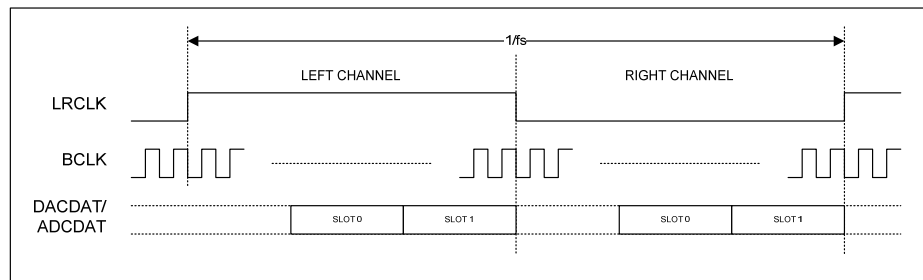 1/fs
LEFT CHANNEL RIGHT CHANNEL
LRCLK
BCLK
DACDAT/
ADCDAT
SLOT 0 SLOT 1 SLOT 0 SLOT 1